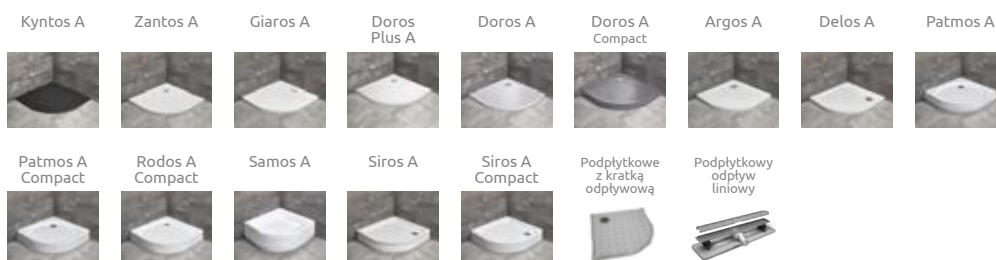 Kyntos A
Zantos A
Giaros A
Doros
Plus A
Doros A
Doros A
Compact
Argos A
Delos A
Patmos A
Patmos A
Compact
Rodos A
Compact
Samos A
Siros A
Siros A
Compact
Podpłytkowe
z kratką
odpływową
Podpłytkowy
odpływ
liniowy